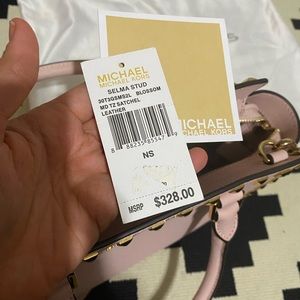 MICHAEL
MICHAEL KORS
SELMA STUD
30T3GSMS2L BLOSSOM
MD TZ SATCHEL
LEATHER
NS
MSRP $328.00
MICHAEL
MICHAEL KORS